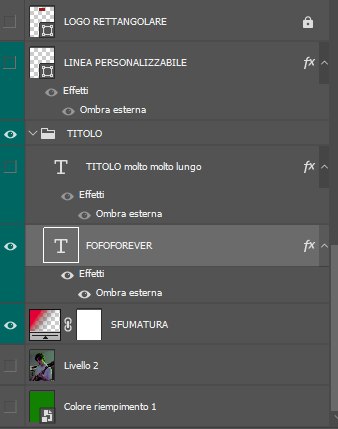 LOGO RETTANGOLARE
LINEA PERSONALIZZABILE fx
Effetti
Ombra esterna
TITOLO
T TITOLO molto molto lungo fx
Effetti
Ombra esterna
T FOFOFOREVER fx
Effetti
Ombra esterna
SFUMATURA
Livello 2
Colore riempimento 1